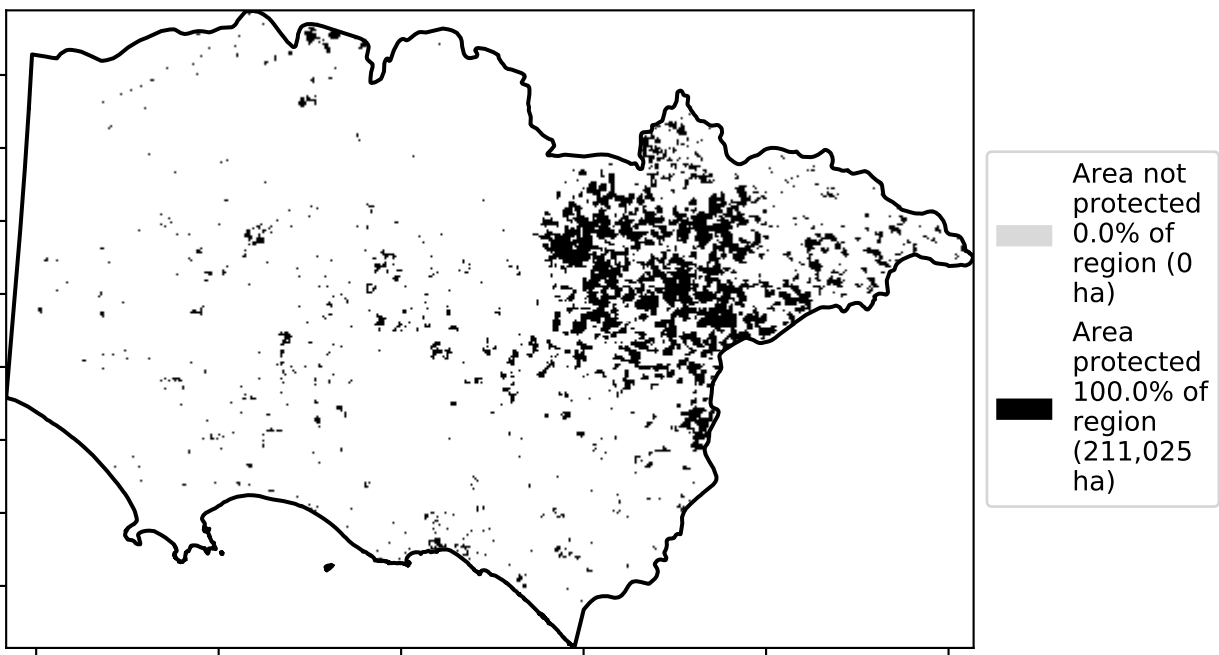 Area not
protected
0.0% of
region (0
ha)
Area
protected
100.0% of
region
(211,025
ha)